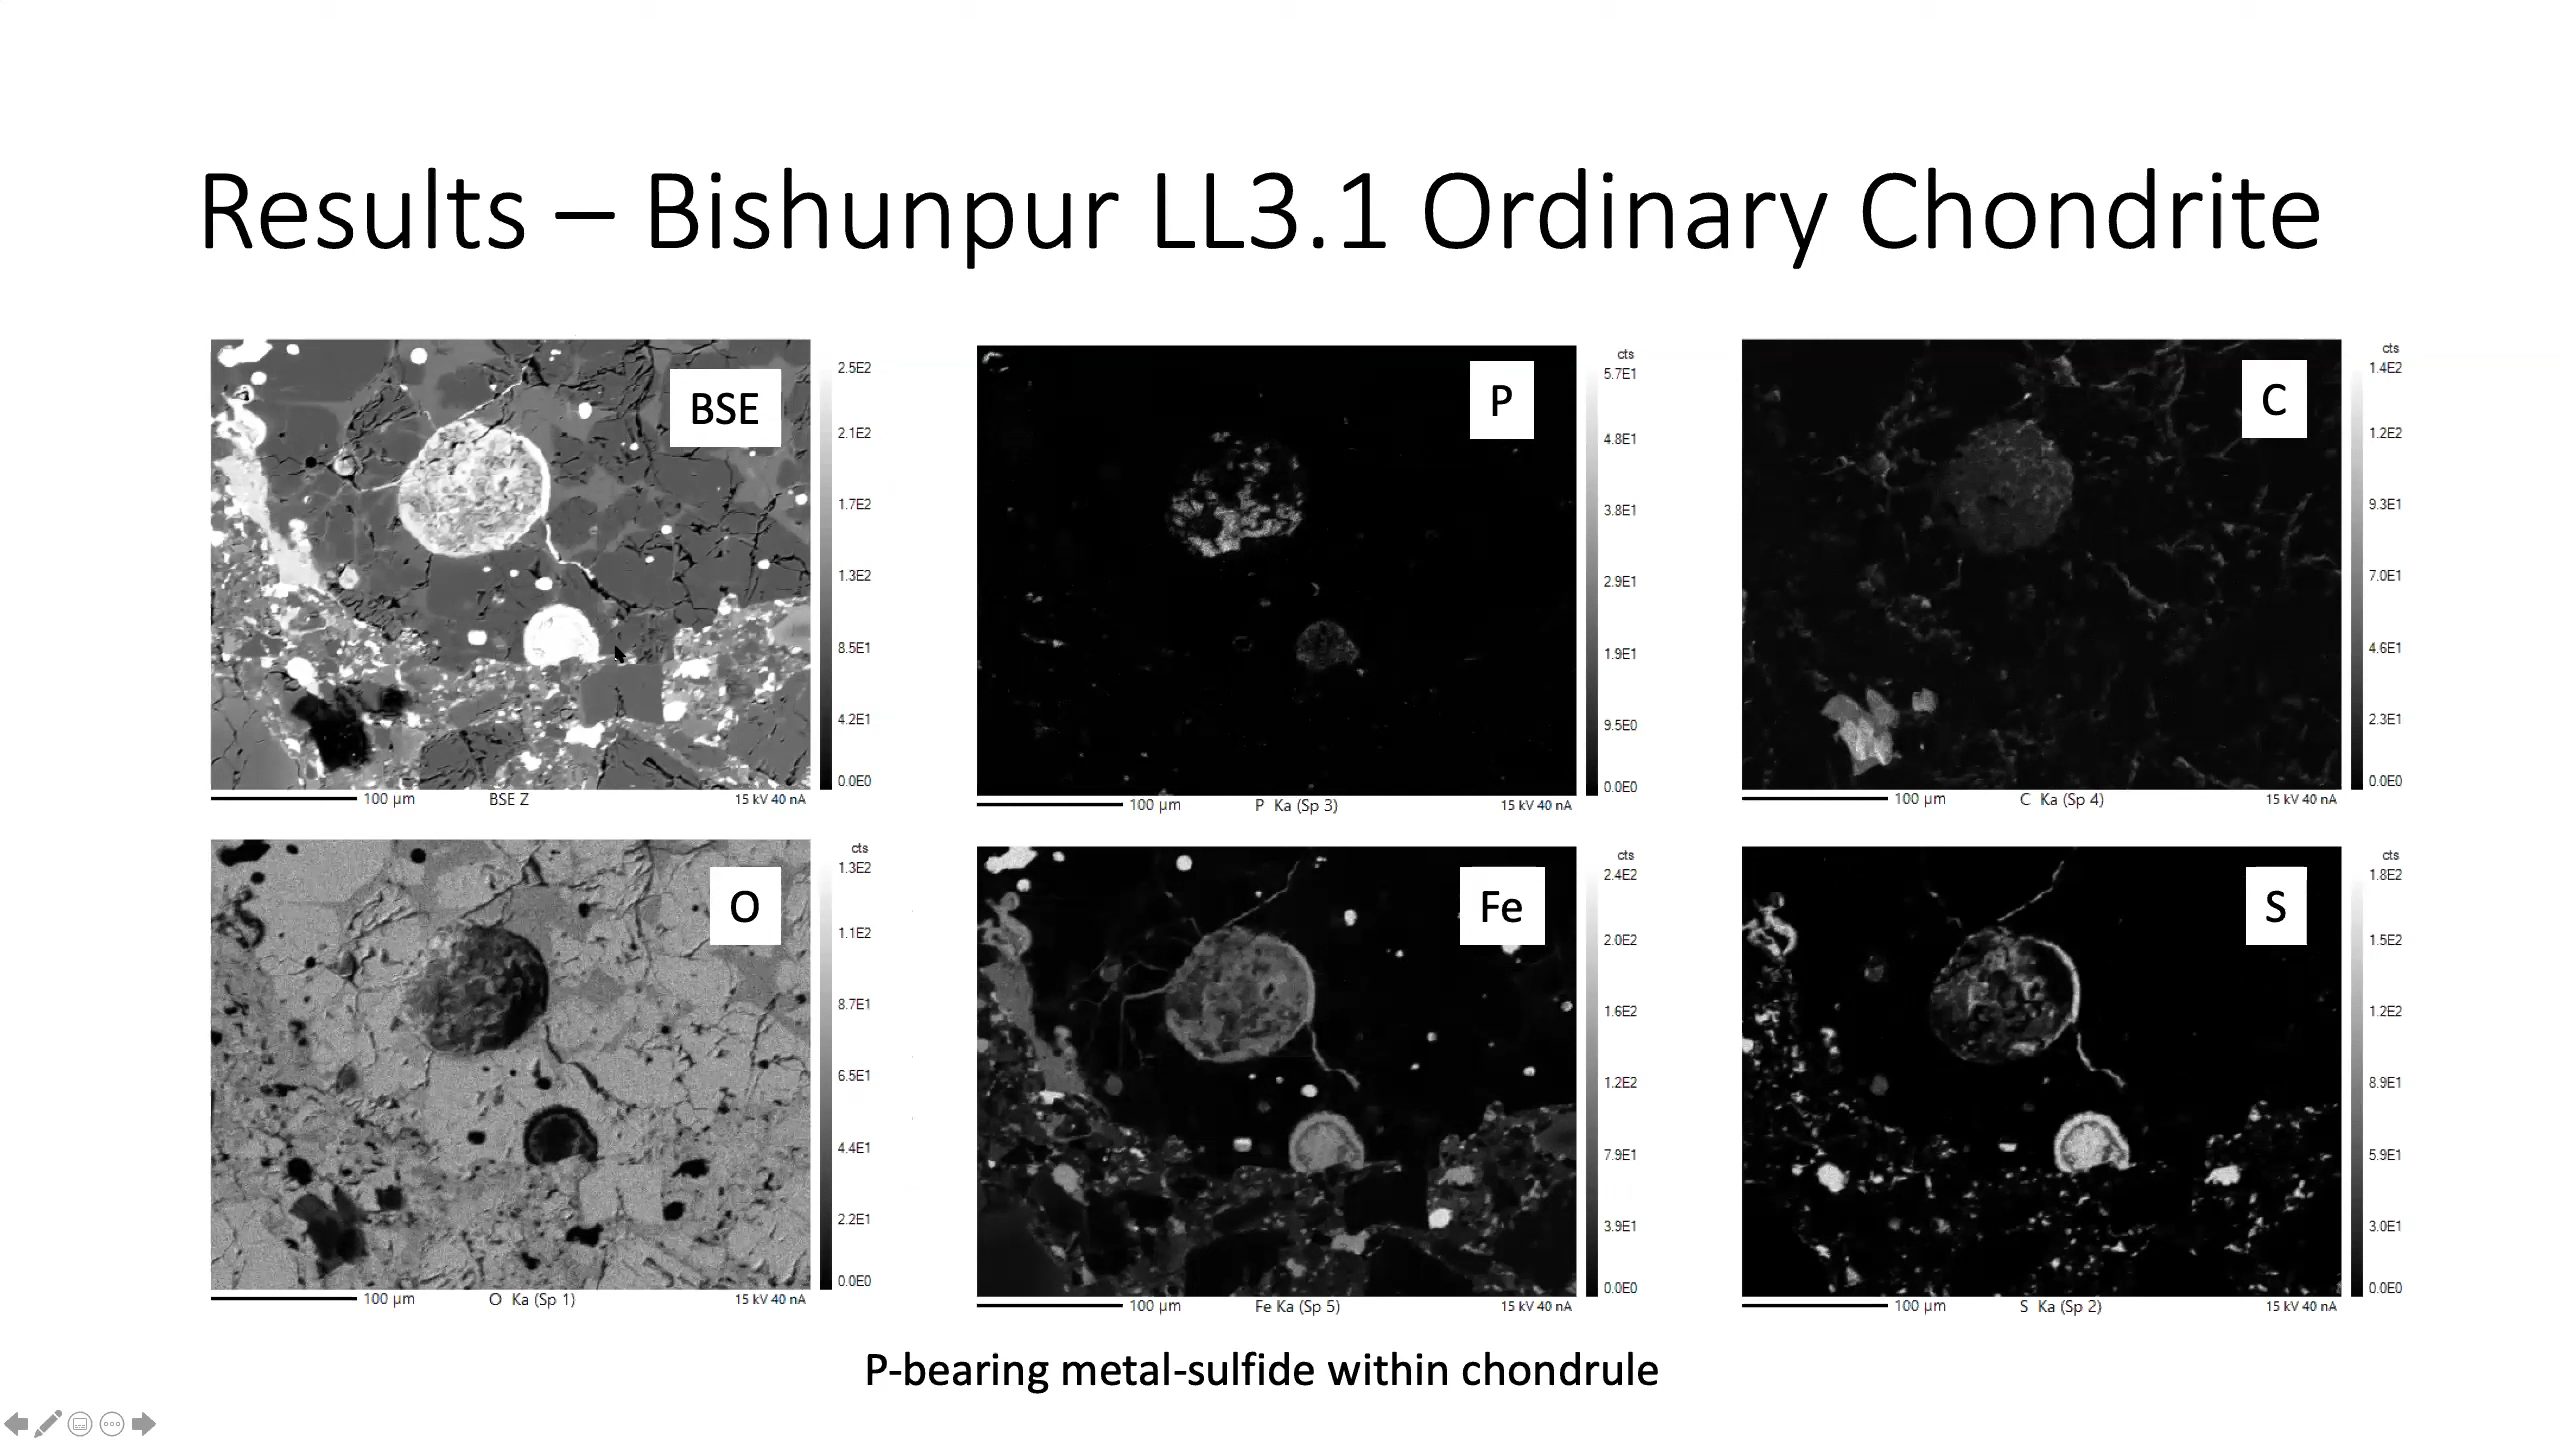 Results – Bishunpur LL3.1 Ordinary Chondrite
BSE
2.5E2
2.1E2
1.7E2
1.3E2
8.5E1
4.2E1
0.0E0
100 µm BSE Z 15 kV 40 nA
P
cts
5.7E1
4.8E1
3.8E1
2.9E1
1.9E1
9.5E0
0.0E0
100 µm P Ka (Sp 3) 15 kV 40 nA
C
cts
1.4E2
1.2E2
9.3E1
7.0E1
4.6E1
2.3E1
0.0E0
100 µm C Ka (Sp 4) 15 kV 40 nA
O
cts
1.3E2
1.1E2
8.7E1
6.5E1
4.4E1
2.2E1
0.0E0
100 µm O Ka (Sp 1) 15 kV 40 nA
Fe
cts
2.4E2
2.0E2
1.6E2
1.2E2
7.9E1
3.9E1
0.0E0
100 µm Fe Ka (Sp 5) 15 kV 40 nA
S
cts
1.8E2
1.5E2
1.2E2
8.9E1
5.9E1
3.0E1
0.0E0
100 µm S Ka (Sp 2) 15 kV 40 nA
P-bearing metal-sulfide within chondrule